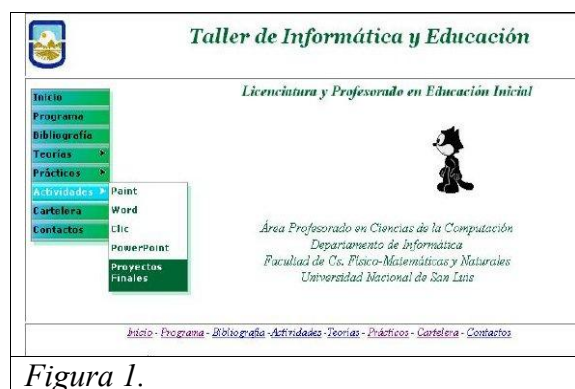 Taller de Informática y Educación
Licenciatura y Profesorado en Educación Inicial
Inicio
Programa
Bibliografía
Teorías
Prácticos
Actividades
Cartelera
Contactos
Paint
Word
Clic
PowerPoint
Proyectos
Finales
Área Profesorado en Ciencias de la Computación
Departamento de Informática
Facultad de Cs. Físico-Matemáticas y Naturales
Universidad Nacional de San Luis
Inicio - Programa - Bibliografía -Actividades -Teorías - Prácticos - Cartelera - Contactos
Figura 1.